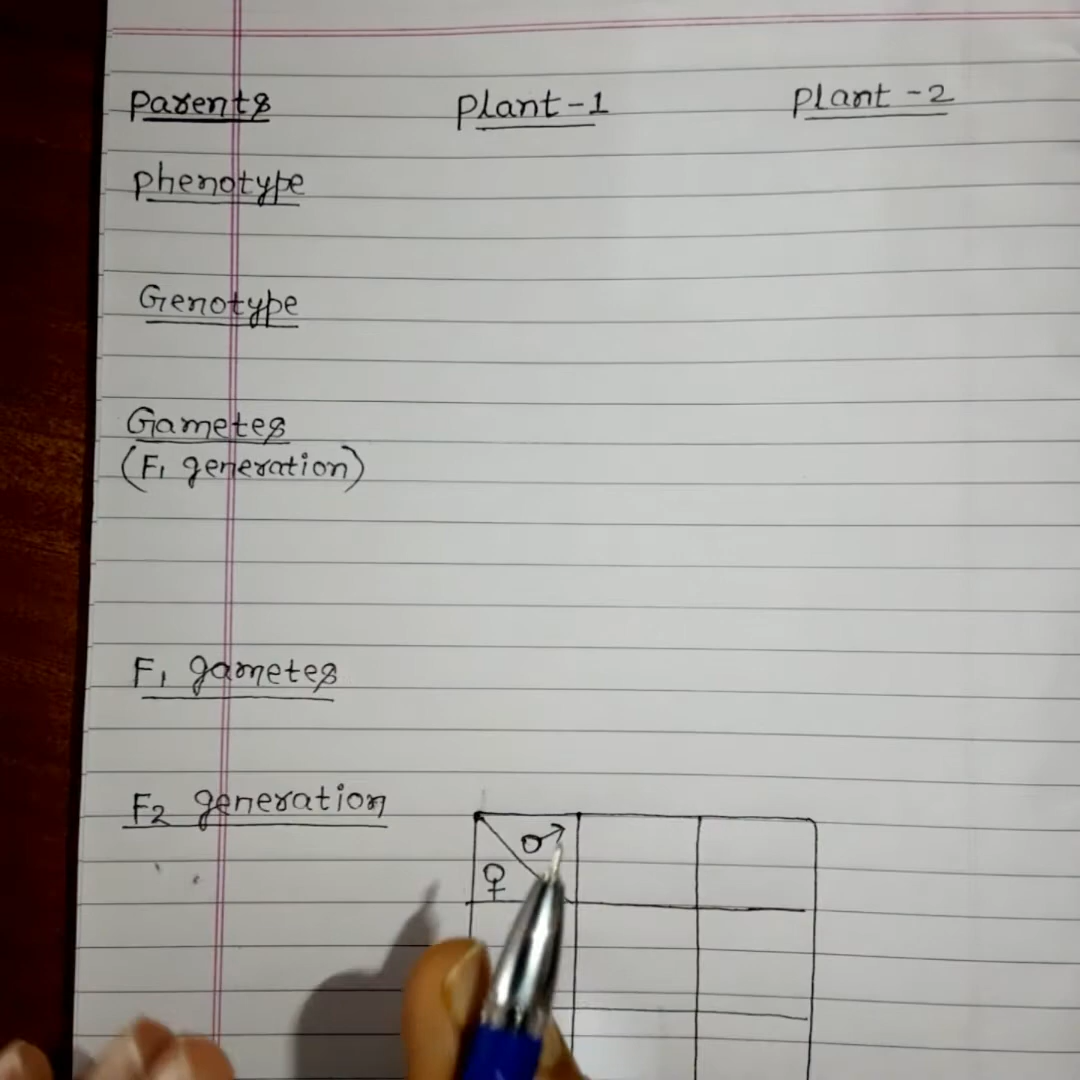 Parents Plant-1 Plant-2
Phenotype
Genotype
Gametes
(F1 generation)
F1 gametes
F2 generation
♂
♀